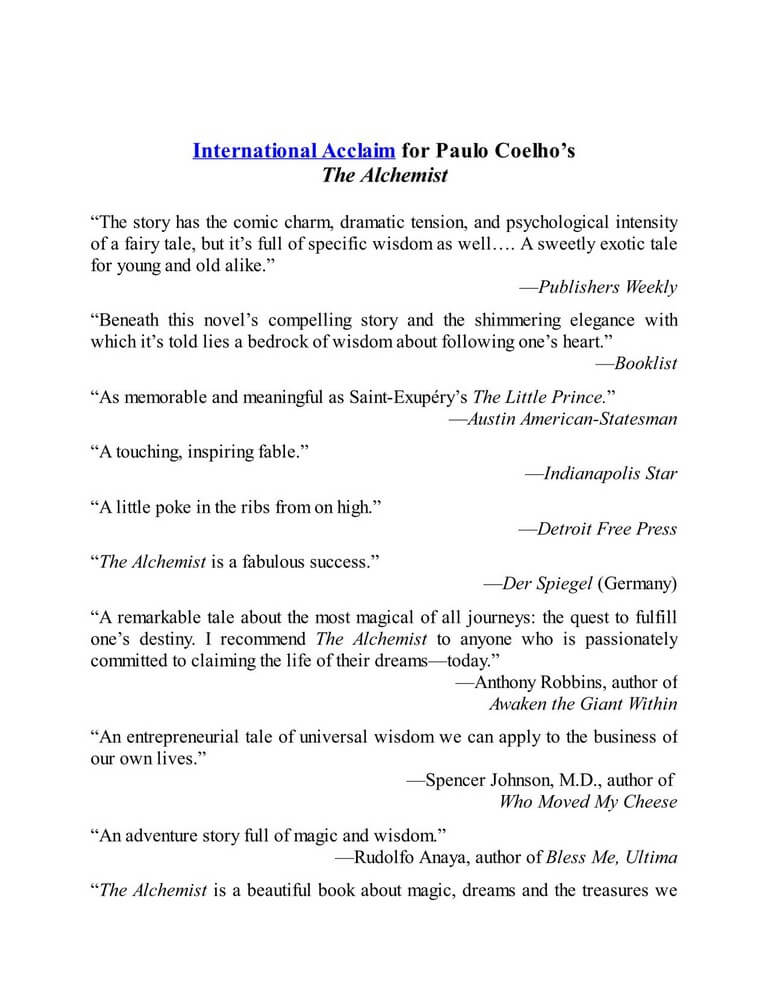 International Acclaim for Paulo Coelho’s
The Alchemist
“The story has the comic charm, dramatic tension, and psychological intensity
of a fairy tale, but it’s full of specific wisdom as well…. A sweetly exotic tale
for young and old alike.”
—Publishers Weekly
“Beneath this novel’s compelling story and the shimmering elegance with
which it’s told lies a bedrock of wisdom about following one’s heart.”
—Booklist
“As memorable and meaningful as Saint-Exupéry’s The Little Prince.”
—Austin American-Statesman
“A touching, inspiring fable.”
—Indianapolis Star
“A little poke in the ribs from on high.”
—Detroit Free Press
“The Alchemist is a fabulous success.”
—Der Spiegel (Germany)
“A remarkable tale about the most magical of all journeys: the quest to fulfill
one’s destiny. I recommend The Alchemist to anyone who is passionately
committed to claiming the life of their dreams—today.”
—Anthony Robbins, author of
Awaken the Giant Within
“An entrepreneurial tale of universal wisdom we can apply to the business of
our own lives.”
—Spencer Johnson, M.D., author of
Who Moved My Cheese
“An adventure story full of magic and wisdom.”
—Rudolfo Anaya, author of Bless Me, Ultima
“The Alchemist is a beautiful book about magic, dreams and the treasures we